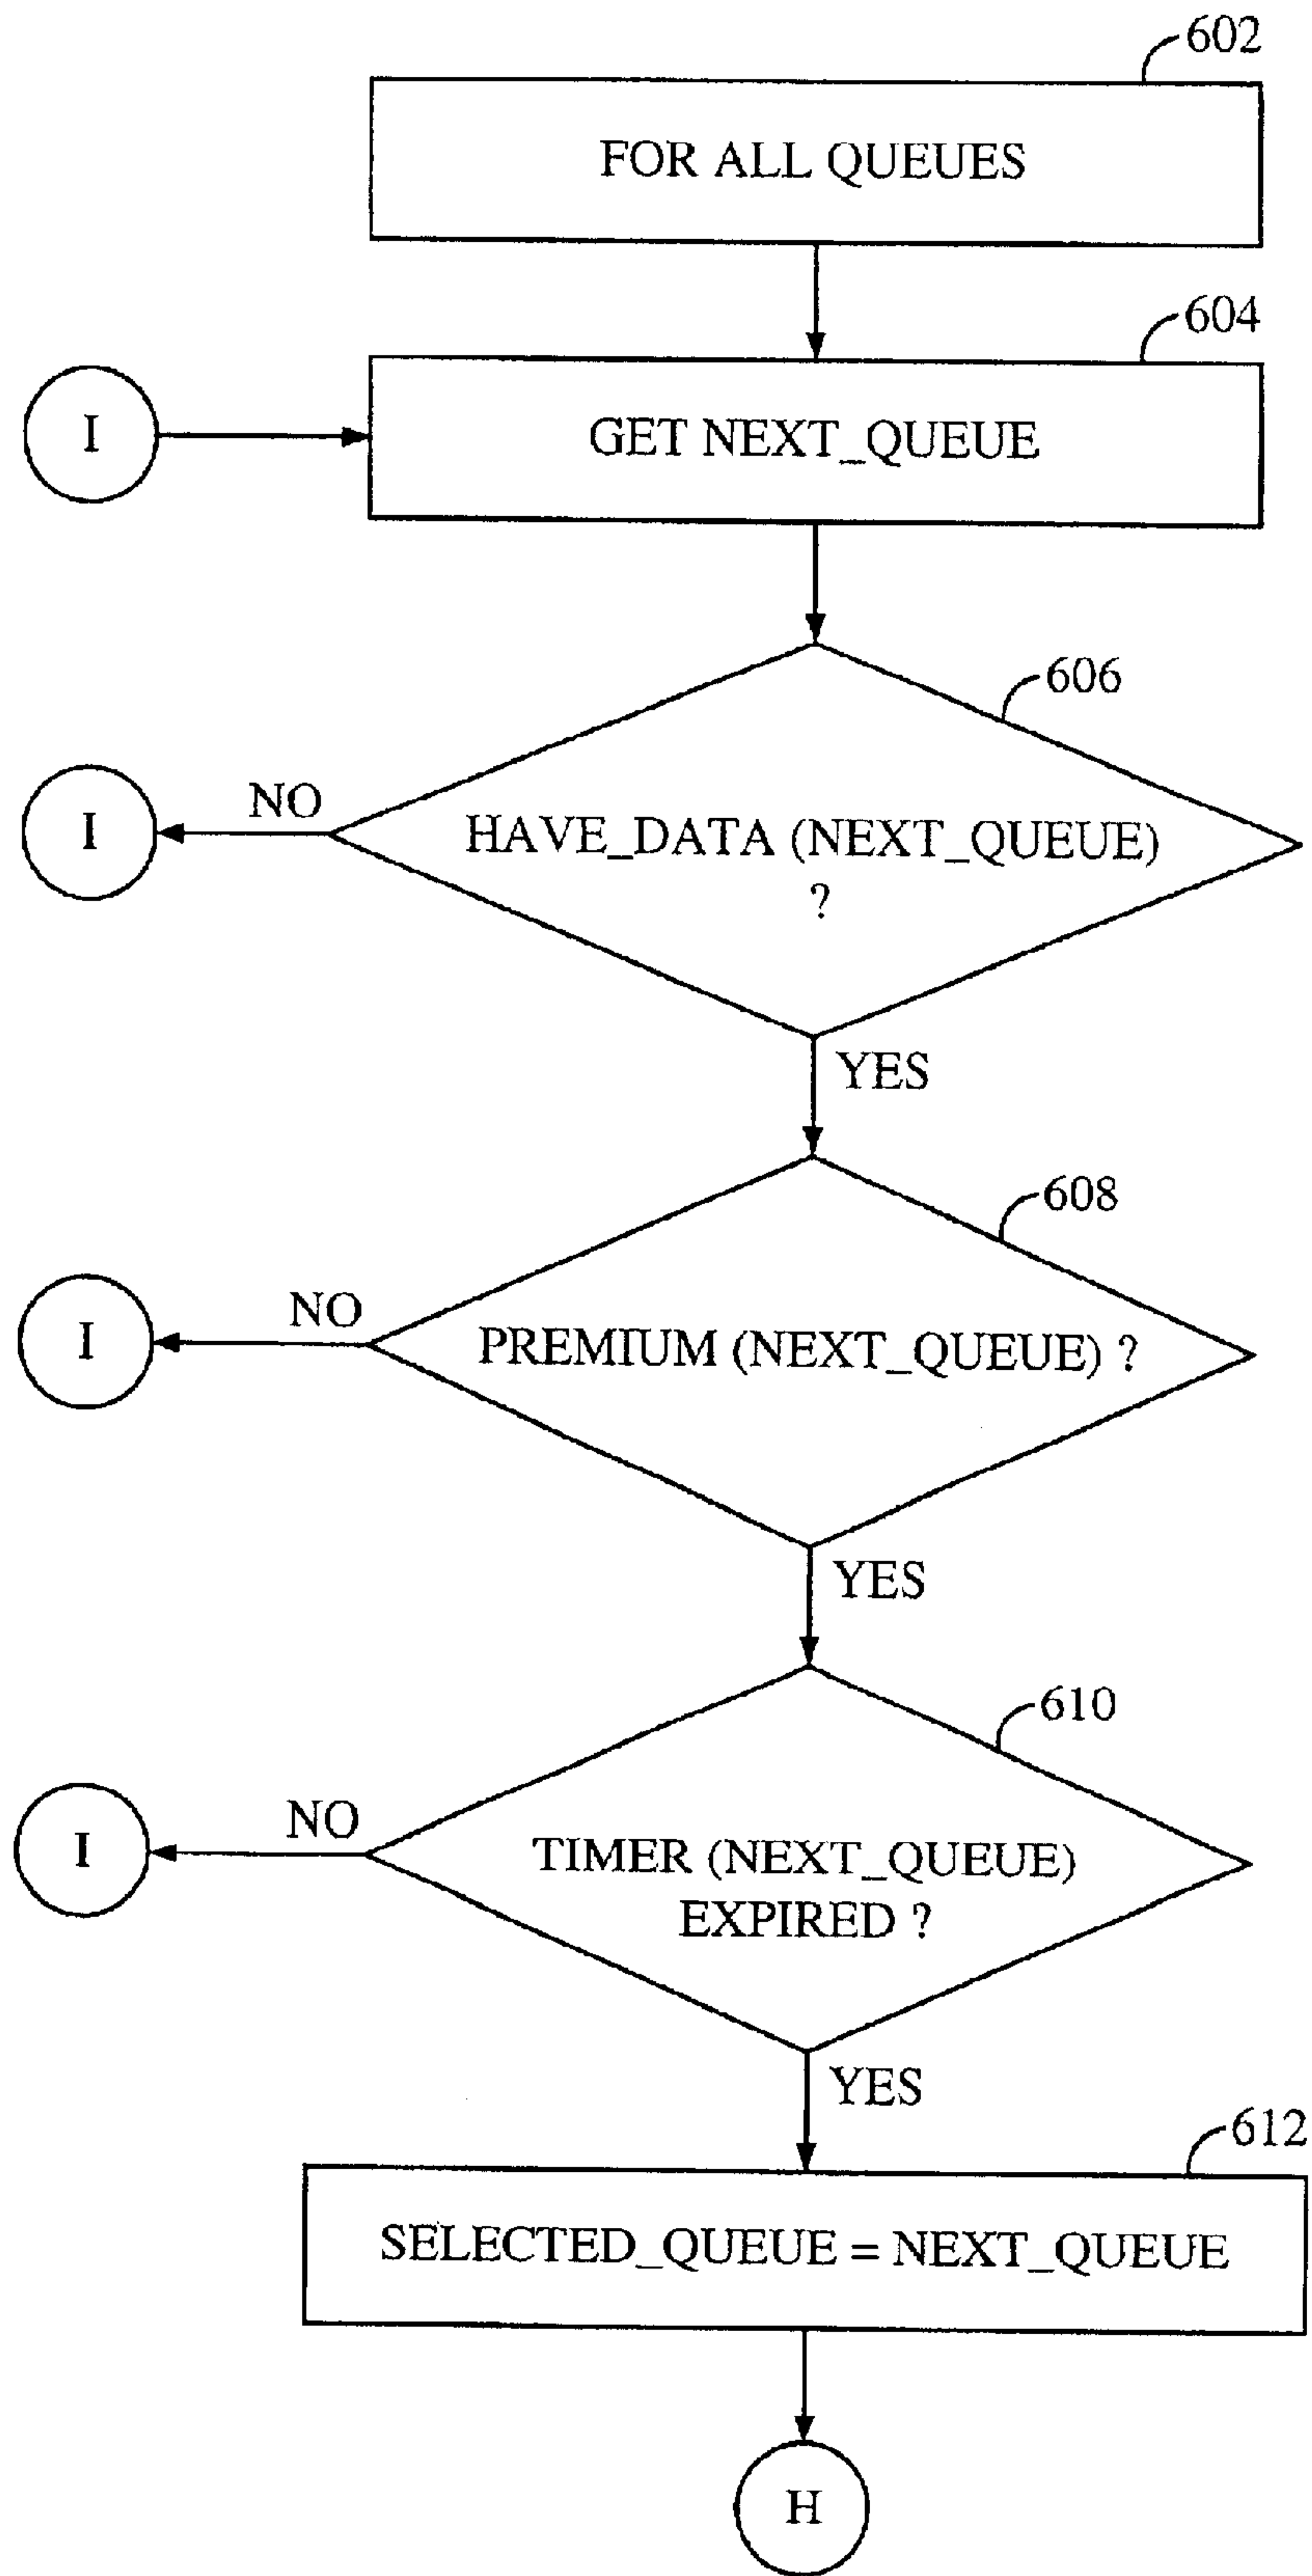 602
FOR ALL QUEUES
604
I
GET NEXT_QUEUE
606
I
NO
HAVE_DATA (NEXT_QUEUE)
?
YES
608
I
NO
PREMIUM (NEXT_QUEUE) ?
YES
610
I
NO
TIMER (NEXT_QUEUE)
EXPIRED ?
YES
612
SELECTED_QUEUE = NEXT_QUEUE
H